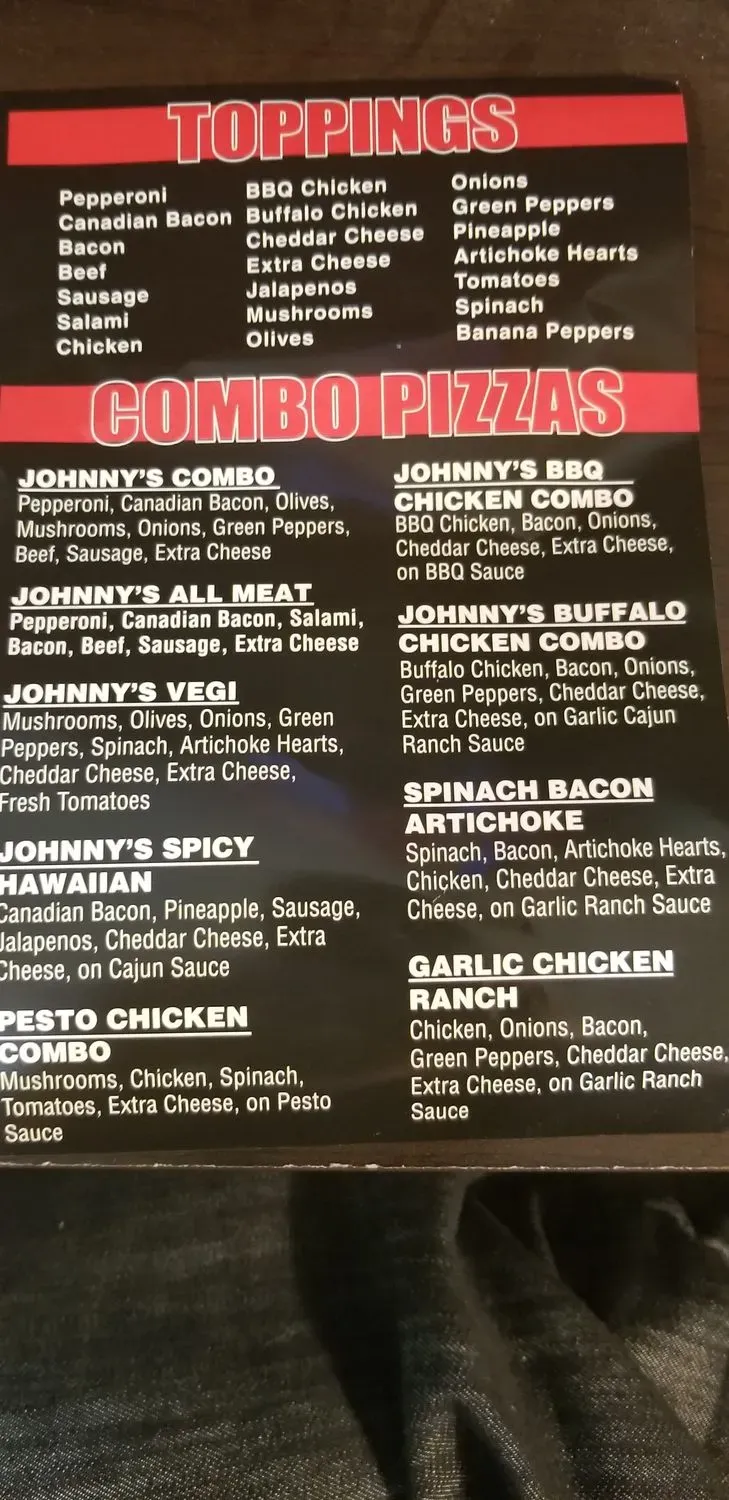 TOPPINGS
Pepperoni
Canadian Bacon
Bacon
Beef
Sausage
Salami
Chicken
BBQ Chicken
Buffalo Chicken
Cheddar Cheese
Extra Cheese
Jalapenos
Mushrooms
Olives
Onions
Green Peppers
Pineapple
Artichoke Hearts
Tomatoes
Spinach
Banana Peppers
COMBO PIZZAS
JOHNNY'S COMBO
Pepperoni, Canadian Bacon, Olives,
Mushrooms, Onions, Green Peppers,
Beef, Sausage, Extra Cheese
JOHNNY'S ALL MEAT
Pepperoni, Canadian Bacon, Salami,
Bacon, Beef, Sausage, Extra Cheese
JOHNNY'S VEGI
Mushrooms, Olives, Onions, Green
Peppers, Spinach, Artichoke Hearts,
Cheddar Cheese, Extra Cheese,
Fresh Tomatoes
JOHNNY'S SPICY
HAWAIIAN
Canadian Bacon, Pineapple, Sausage,
Jalapenos, Cheddar Cheese, Extra
Cheese, on Cajun Sauce
PESTO CHICKEN
COMBO
Mushrooms, Chicken, Spinach,
Tomatoes, Extra Cheese, on Pesto
Sauce
JOHNNY'S BBQ
CHICKEN COMBO
BBQ Chicken, Bacon, Onions,
Cheddar Cheese, Extra Cheese,
on BBQ Sauce
JOHNNY'S BUFFALO
CHICKEN COMBO
Buffalo Chicken, Bacon, Onions,
Green Peppers, Cheddar Cheese,
Extra Cheese, on Garlic Cajun
Ranch Sauce
SPINACH BACON
ARTICHOKE
Spinach, Bacon, Artichoke Hearts,
Chicken, Cheddar Cheese, Extra
Cheese, on Garlic Ranch Sauce
GARLIC CHICKEN
RANCH
Chicken, Onions, Bacon,
Green Peppers, Cheddar Cheese,
Extra Cheese, on Garlic Ranch
Sauce